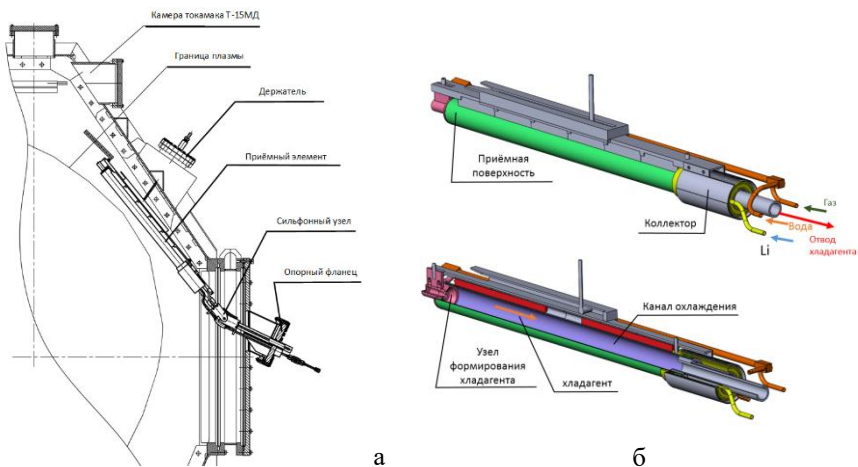 Камера токамака Т-15МД
Граница плазмы
Держатель
Приёмный элемент
Сильфонный узел
Опорный фланец
а
Приёмная
поверхность
Коллектор
Газ
Вода
Отвод
хладагента
Li
Канал охлаждения
Узел
формирования
хладагента
хладагент
б